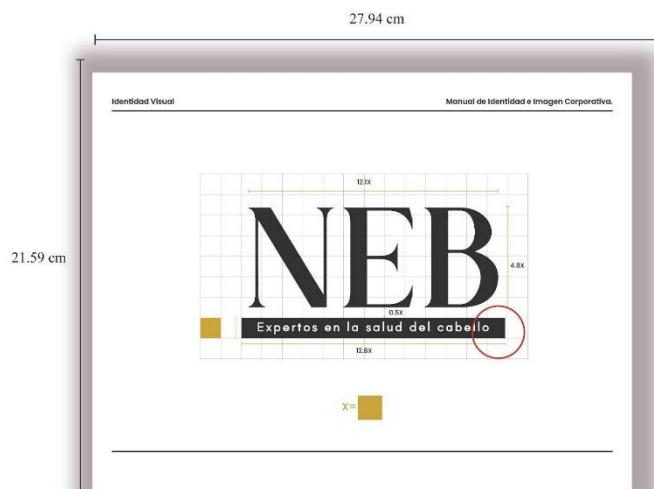 27.94 cm
Identidad Visual
Manual de Identidad e Imagen Corporativa.
12.1X
NEB
4.8X
21.59 cm
0.5X
Expertos en la salud del cabello
12.8X
X=